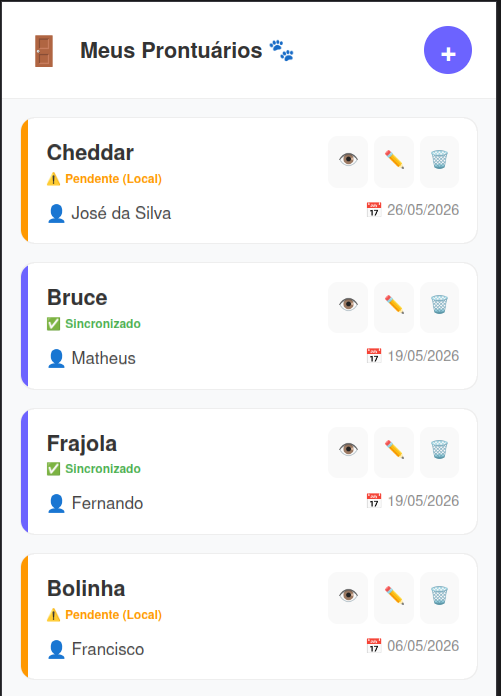 Meus Prontuários 🐾
+
Cheddar
⚠️ Pendente (Local)
👤 José da Silva
📅 26/05/2026
Bruce
✅ Sincronizado
👤 Matheus
📅 19/05/2026
Frajola
✅ Sincronizado
👤 Fernando
📅 19/05/2026
Bolinha
⚠️ Pendente (Local)
👤 Francisco
📅 06/05/2026